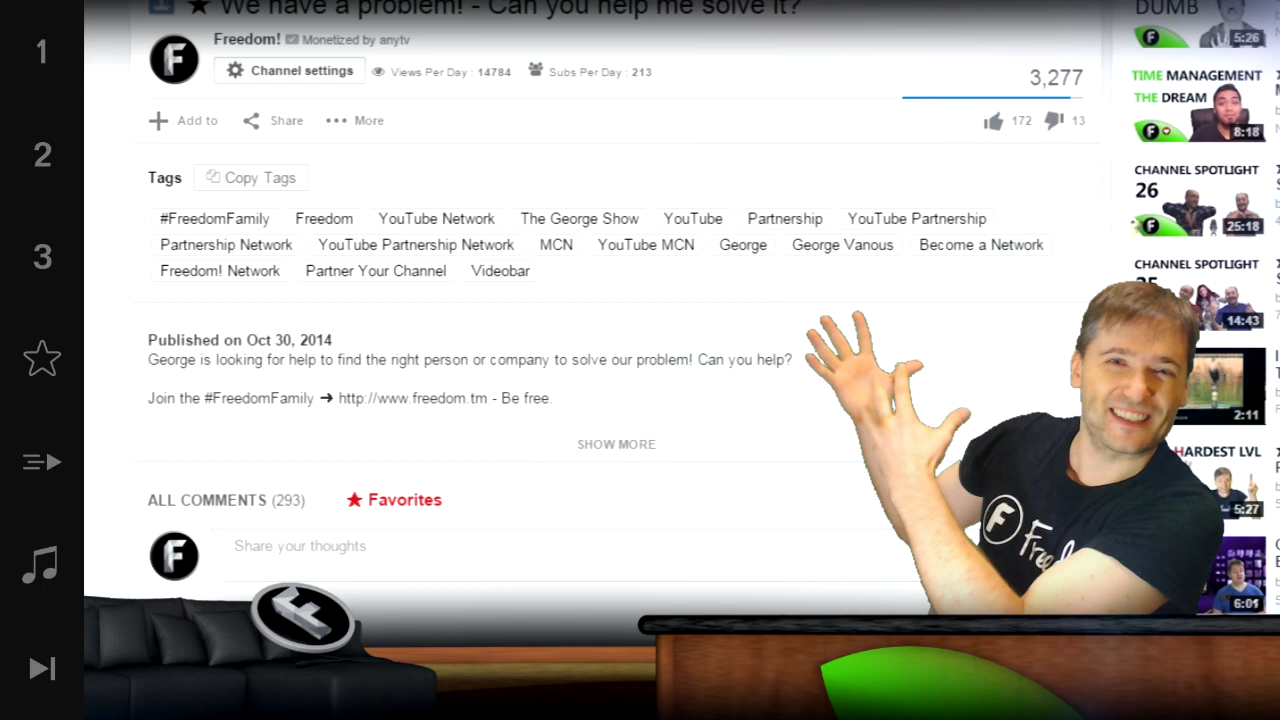 ★ We have a problem! - Can you help me solve it?
Freedom! Monetized by anytv
Channel settings Views Per Day : 14784 Subs Per Day : 213
3,277
Add to Share More 172 13
Tags Copy Tags
#FreedomFamily Freedom YouTube Network The George Show YouTube Partnership YouTube Partnership
Partnership Network YouTube Partnership Network MCN YouTube MCN George George Vanous Become a Network
Freedom! Network Partner Your Channel Videobar
Published on Oct 30, 2014
George is looking for help to find the right person or company to solve our problem! Can you help?
Join the #FreedomFamily ➜ http://www.freedom.tm - Be free.
SHOW MORE
ALL COMMENTS (293) ★ Favorites
Share your thoughts
1
2
3
DUMB
5:26
TIME MANAGEMENT
THE DREAM
8:18
CHANNEL SPOTLIGHT
26
25:18
CHANNEL SPOTLIGHT
14:43
2:11
HARDEST LVL
5:27
6:01
F